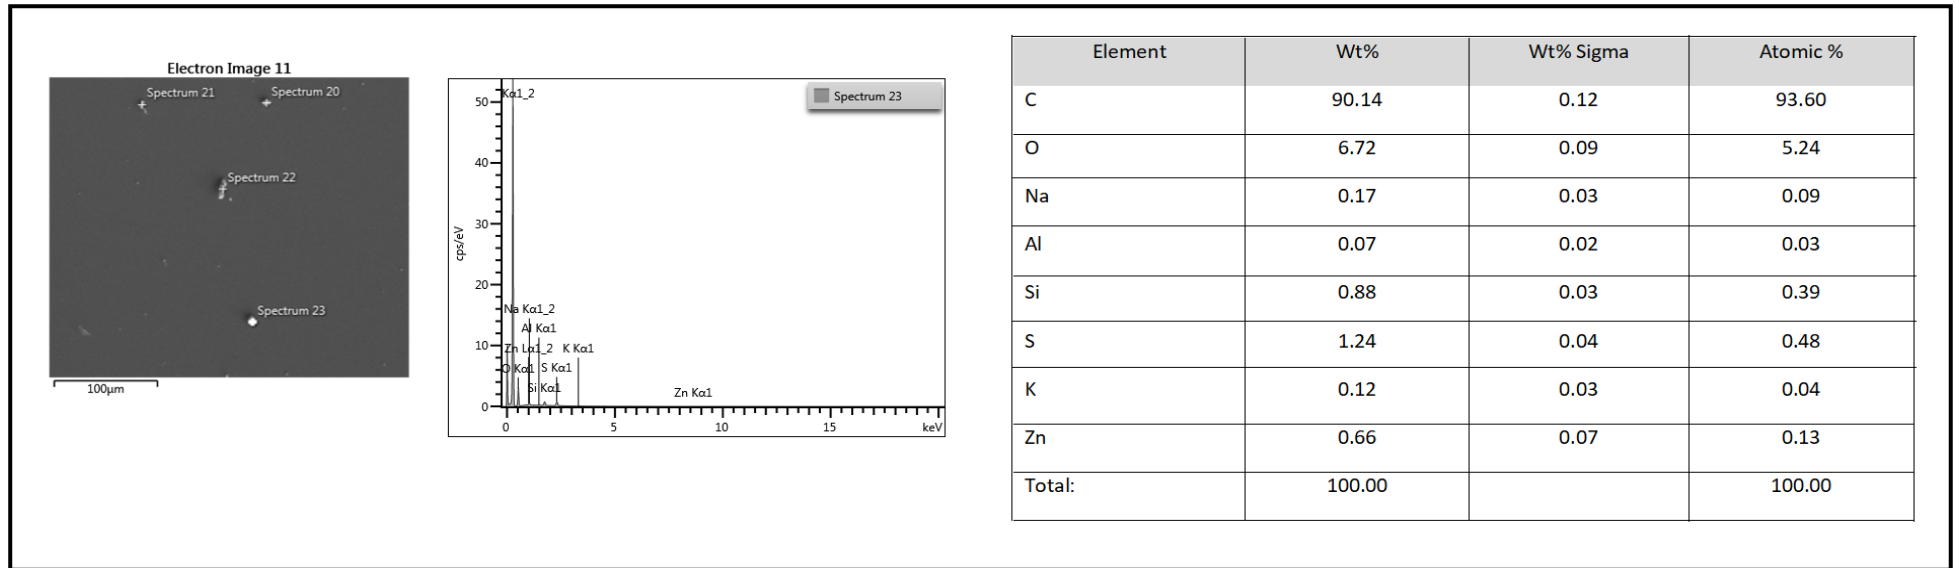 Electron Image 11
Spectrum 21
Spectrum 20
Spectrum 22
Spectrum 23
100µm
Spectrum 23
cps/eV
50
40
30
20
10
0
Kα1_2
Na Kα1_2
Al Kα1
Zn Lα1_2
K Kα1
O Kα1
S Kα1
Si Kα1
Zn Kα1
0
5
10
15
keV
Element Wt% Wt% Sigma Atomic %
C 90.14 0.12 93.60
O 6.72 0.09 5.24
Na 0.17 0.03 0.09
Al 0.07 0.02 0.03
Si 0.88 0.03 0.39
S 1.24 0.04 0.48
K 0.12 0.03 0.04
Zn 0.66 0.07 0.13
Total: 100.00 100.00